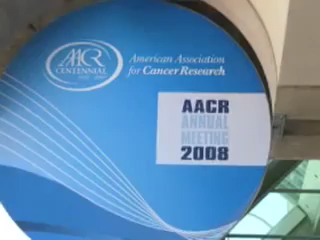 AACR
CENTENNIAL
American Association
for Cancer Research
AACR
ANNUAL
MEETING
2008